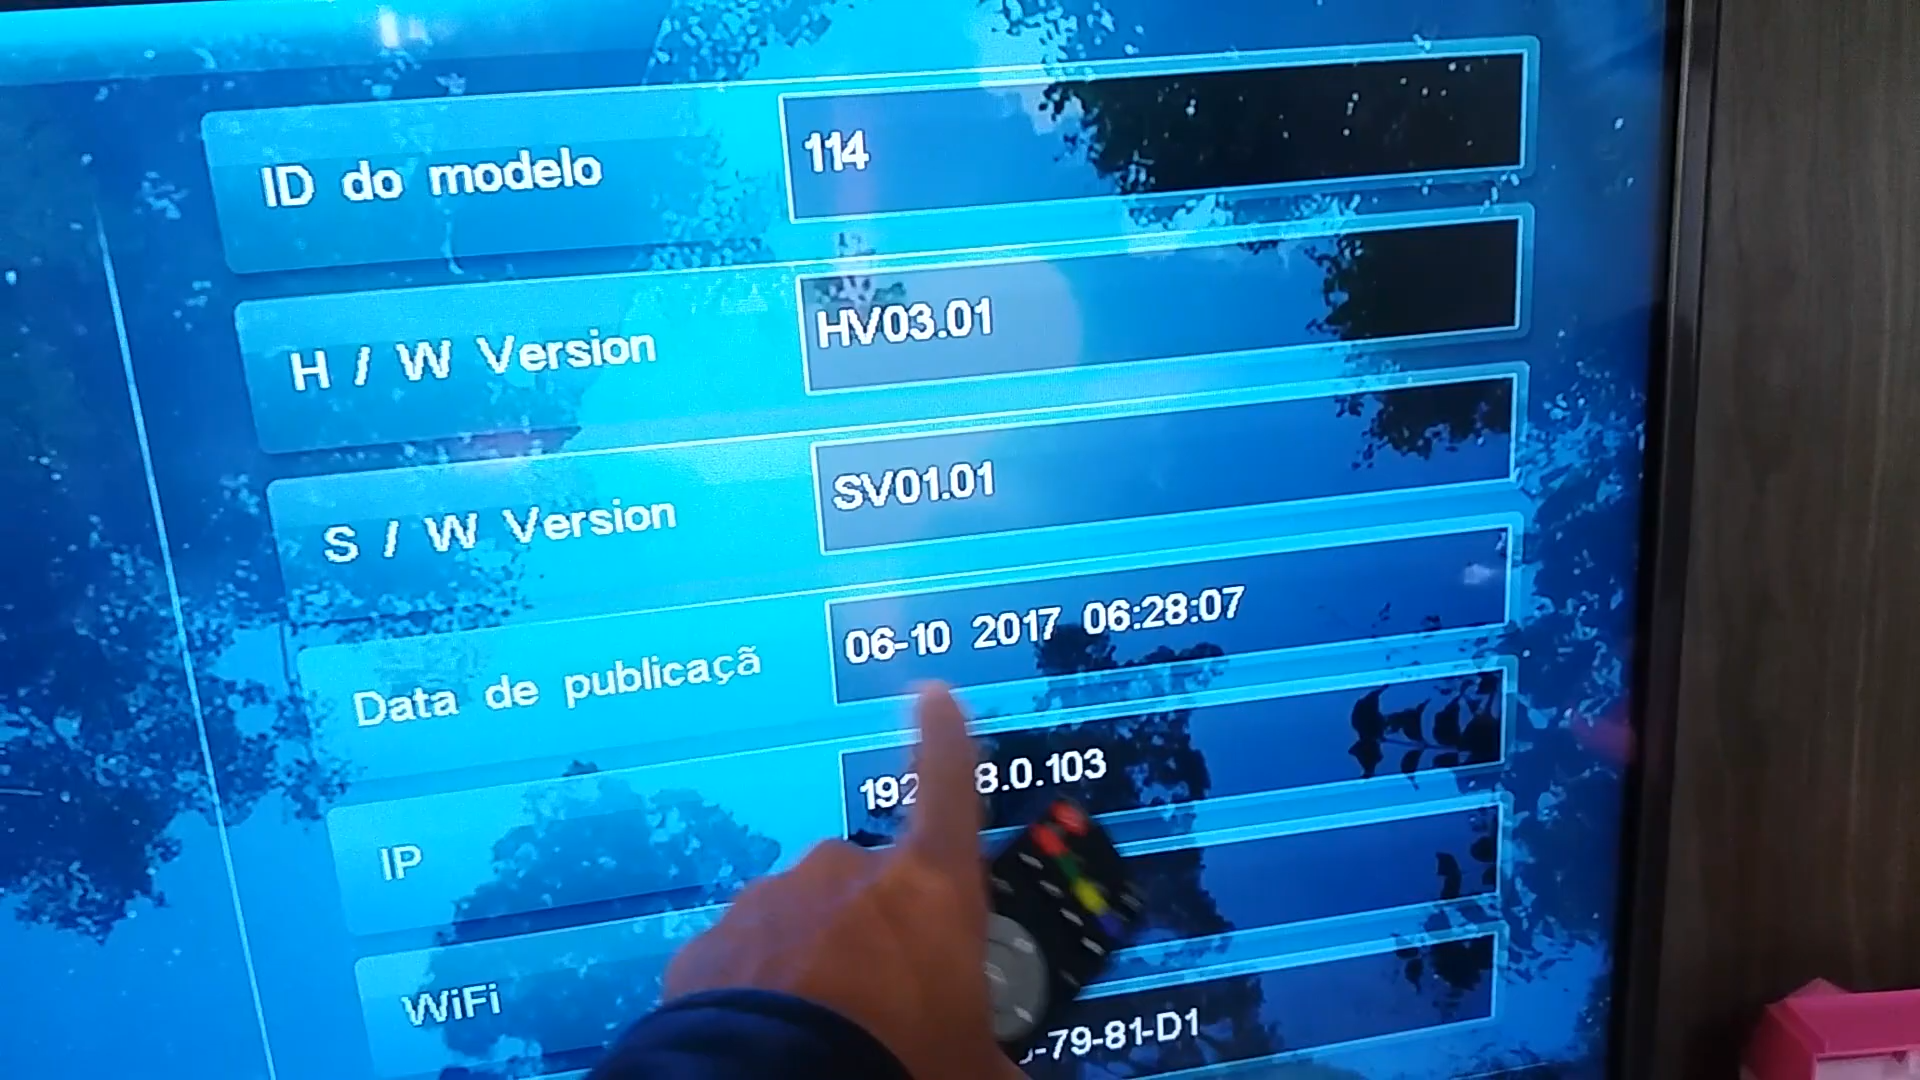 ID do modelo 114
H / W Version HV03.01
S / W Version SV01.01
Data de publicaçã 06-10 2017 06:28:07
IP 192 8.0.103
WiFi
-79-81-D1